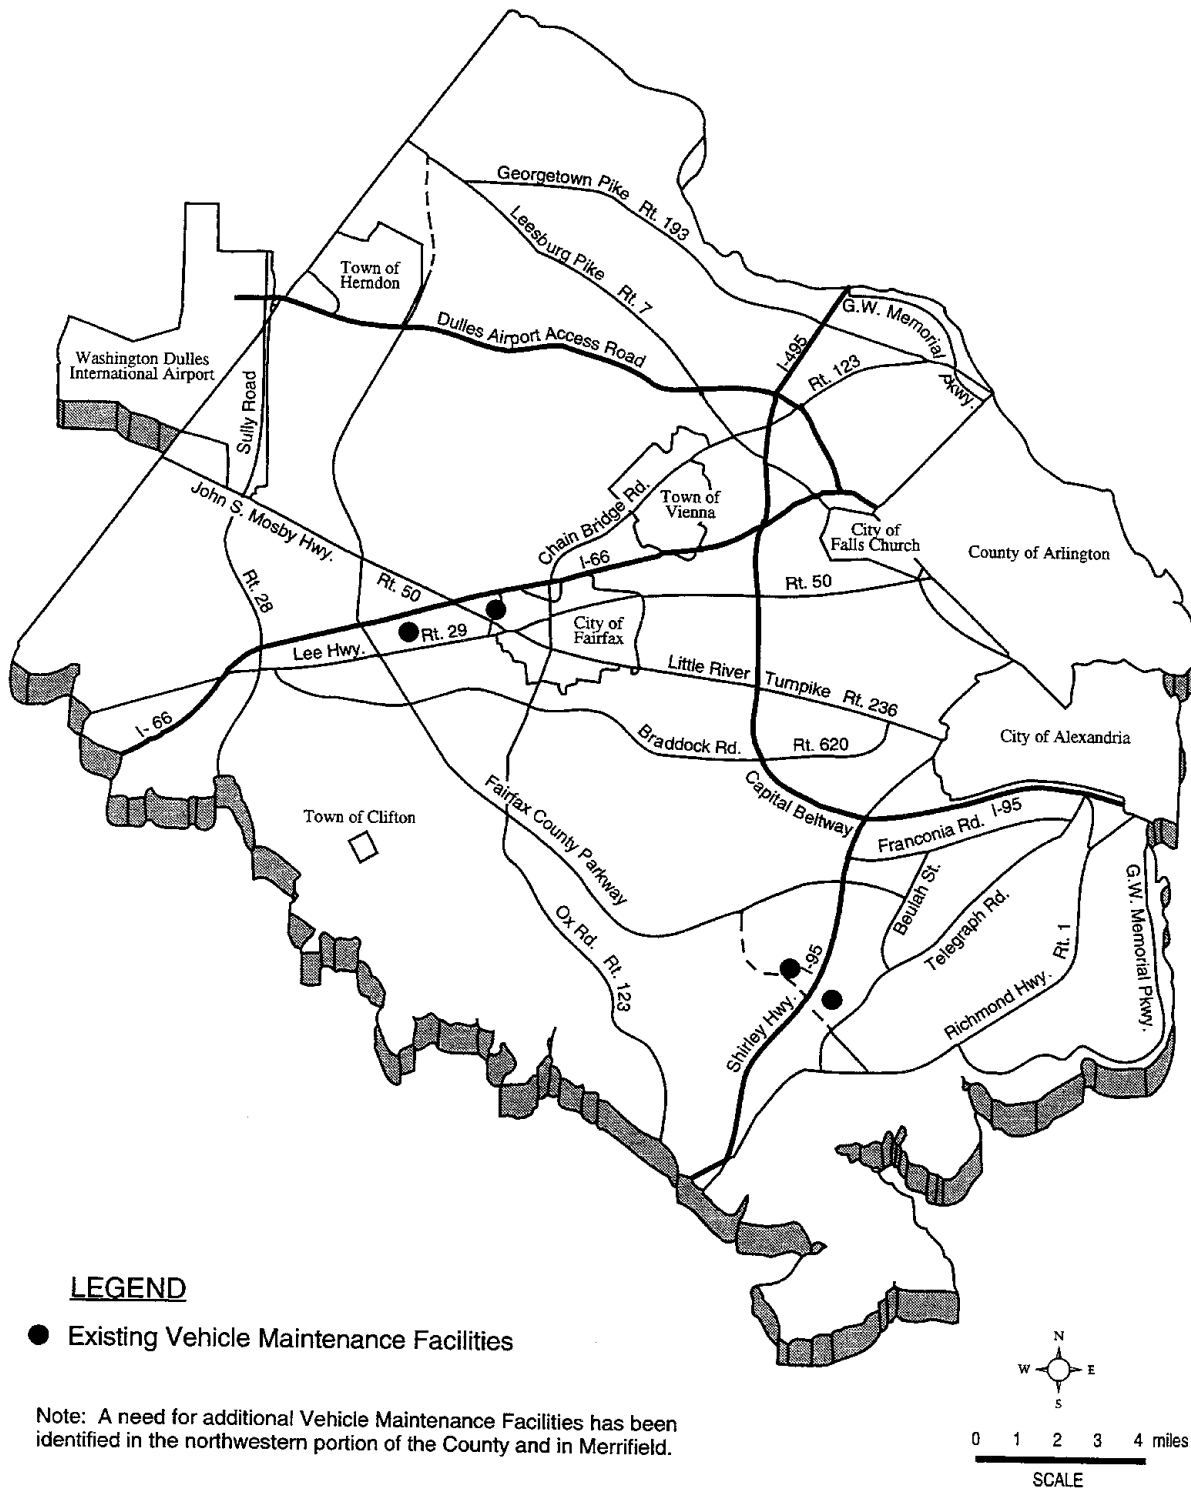 Georgetown Pike Rt. 193
Leesburg Pike Rt. 7
Town of
Herndon
G.W. Memorial Pkwy.
Dulles Airport Access Road
I-495
Rt. 123
Washington Dulles
International Airport
Sully Road
John S. Mosby Hwy. Rt. 50
Chain Bridge Rd.
Town of
Vienna
City of
Falls Church
County of Arlington
I-66
Rt. 50
Rt. 28
City of
Fairfax
Lee Hwy. Rt. 29
Little River Turnpike Rt. 236
I- 66
Braddock Rd. Rt. 620
City of Alexandria
Capital Beltway
I-95
Franconia Rd.
Fairfax County Parkway
Town of Clifton
Beulah St.
Telegraph Rd.
G.W. Memorial Pkwy.
Ox Rd. Rt. 123
I-95
Shirley Hwy.
Richmond Hwy. Rt. 1
LEGEND
Existing Vehicle Maintenance Facilities
Note: A need for additional Vehicle Maintenance Facilities has been
identified in the northwestern portion of the County and in Merrifield.
N
W E
S
0 1 2 3 4 miles
SCALE